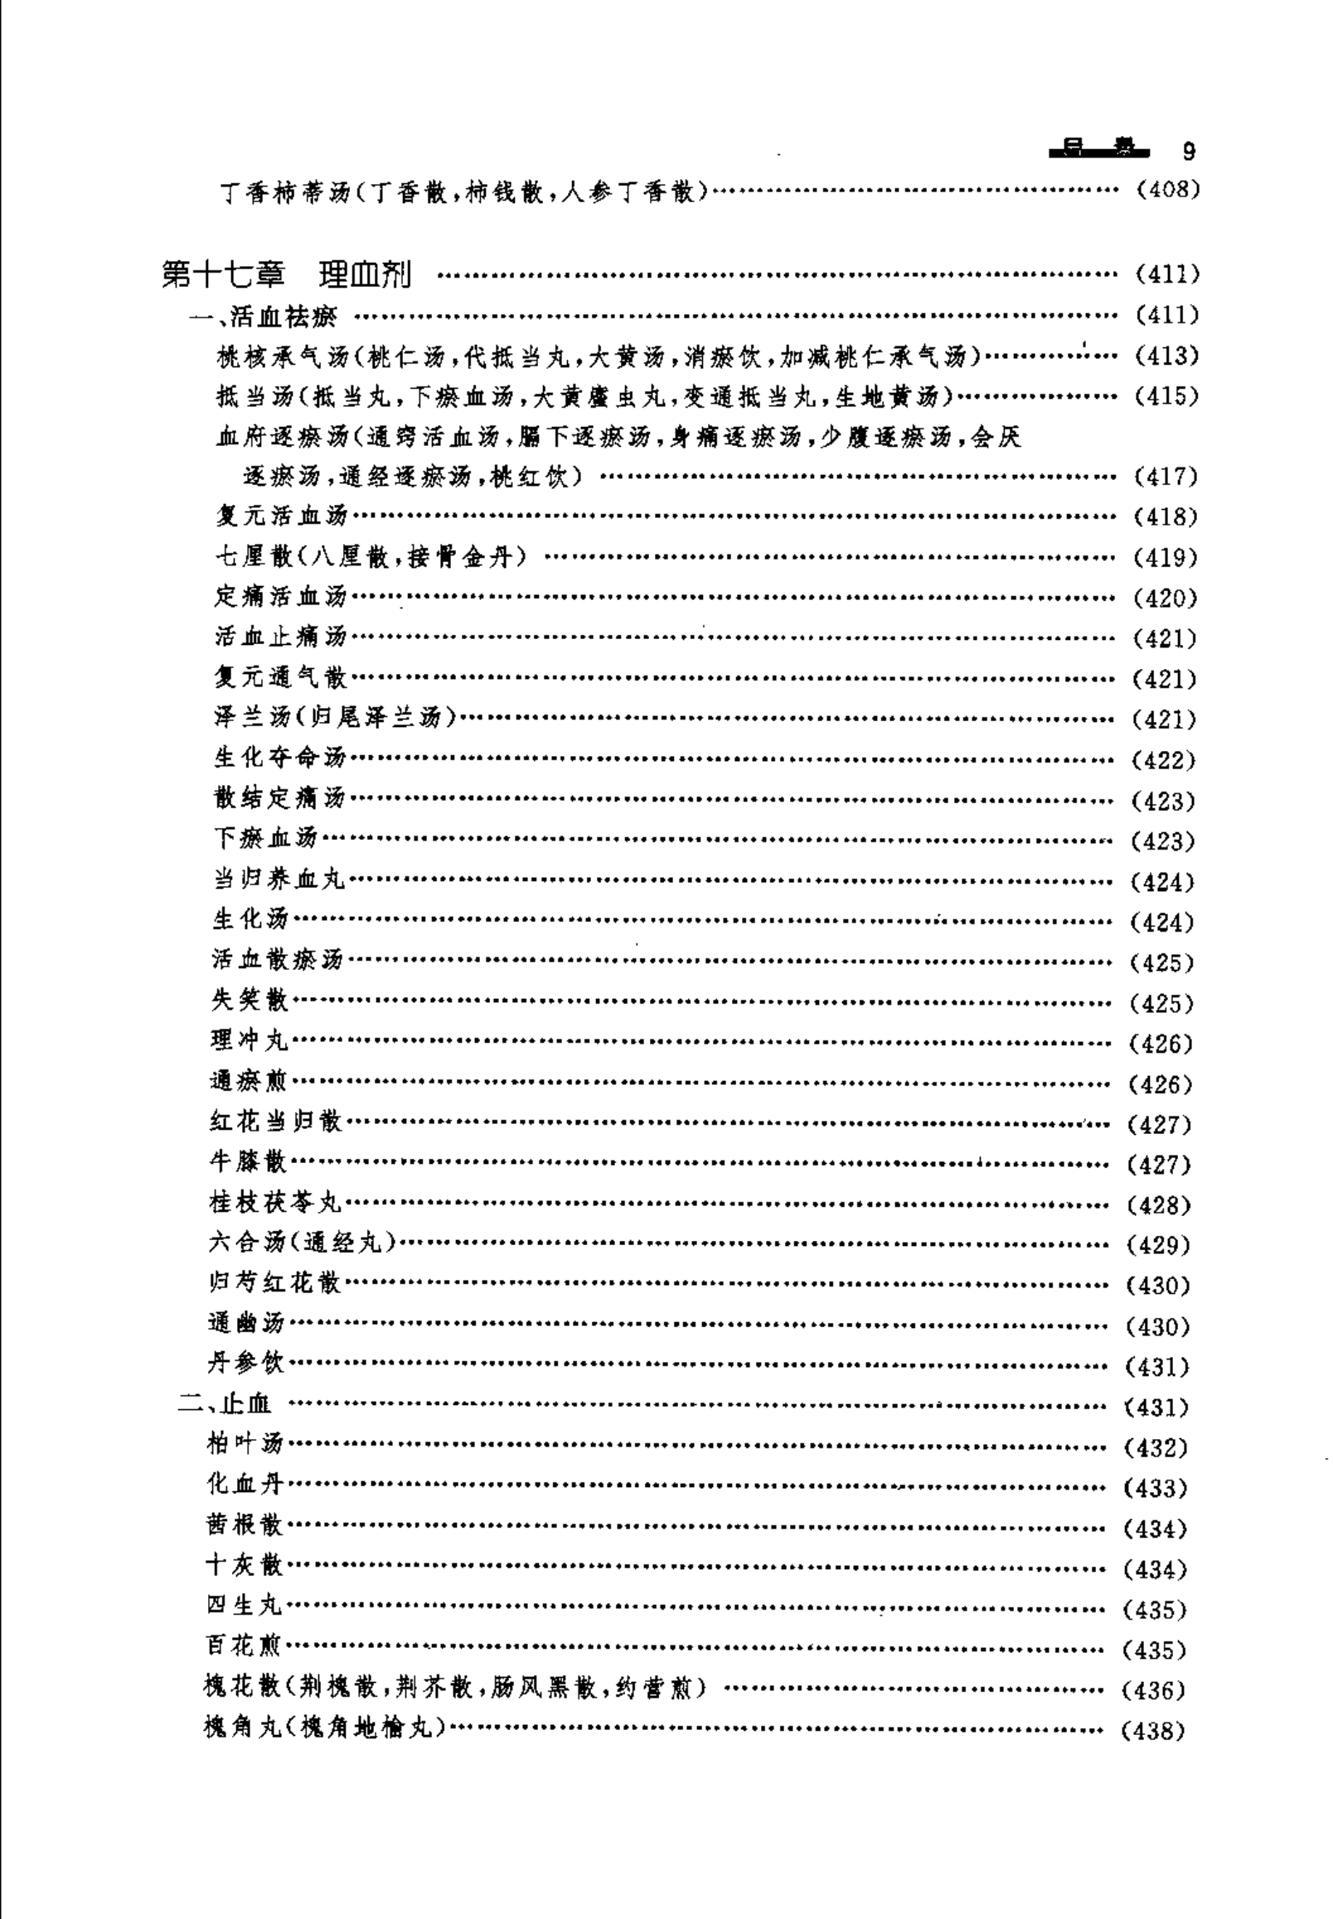 目 录 9
丁香柿蒂汤(丁香散,柿钱散,人参丁香散)……(408)
第十七章 理血剂 ……(411)
一、活血祛瘀 ……(411)
桃核承气汤(桃仁汤,代抵当丸,大黄汤,消瘀饮,加减桃仁承气汤)……(413)
抵当汤(抵当丸,下瘀血汤,大黄䗪虫丸,变通抵当丸,生地黄汤)……(415)
血府逐瘀汤(通窍活血汤,膈下逐瘀汤,身痛逐瘀汤,少腹逐瘀汤,会厌
逐瘀汤,通经逐瘀汤,桃红饮) ……(417)
复元活血汤……(418)
七厘散(八厘散,接骨金丹) ……(419)
定痛活血汤……(420)
活血止痛汤……(421)
复元通气散……(421)
泽兰汤(归尾泽兰汤)……(421)
生化夺命汤……(422)
散结定痛汤……(423)
下瘀血汤……(423)
当归养血丸……(424)
生化汤……(424)
活血散瘀汤……(425)
失笑散……(425)
理冲丸……(426)
通瘀煎……(426)
红花当归散……(427)
牛膝散……(427)
桂枝茯苓丸……(428)
六合汤(通经丸)……(429)
归芍红花散……(430)
通幽汤……(430)
丹参饮……(431)
二、止血 ……(431)
柏叶汤……(432)
化血丹……(433)
茜根散……(434)
十灰散……(434)
四生丸……(435)
百花煎……(435)
槐花散(荆槐散,荆芥散,肠风黑散,约营煎) ……(436)
槐角丸(槐角地榆丸)……(438)